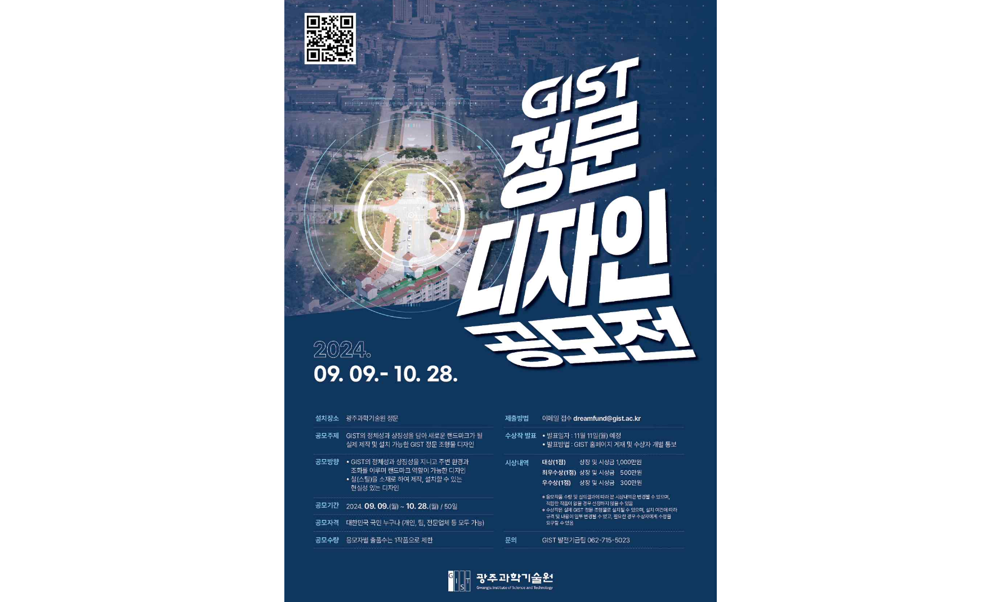 GIST
정문
디자인
공모전
2024.
09. 09.- 10. 28.
설치장소 광주과학기술원 정문
공모주제 GIST의 정체성과 상징성을 담아 새로운 랜드마크가 될
실제 제작 및 설치 가능한 GIST 정문 조형물 디자인
공모방향 • GIST의 정체성과 상징성을 지니고 주변 환경과
조화를 이루며 랜드마크 역할이 가능한 디자인
• 철(스틸)을 소재로 하여 제작, 설치할 수 있는
현실성 있는 디자인
공모기간 2024. 09. 09.(월) ~ 10. 28.(월) / 50일
공모자격 대한민국 국민 누구나 (개인, 팀, 전문업체 등 모두 가능)
공모수량 응모자별 출품수는 1작품으로 제한
제출방법 이메일 접수 dreamfund@gist.ac.kr
수상작 발표 • 발표일자 : 11월 11일(월) 예정
• 발표방법 : GIST 홈페이지 게재 및 수상자 개별 통보
시상내역 대상(1점) 상장 및 시상금 1,000만원
최우수상(1점) 상장 및 시상금 500만원
우수상(1점) 상장 및 시상금 300만원
※ 응모작품 수량 및 심의결과에 따라 본 시상내역은 변경될 수 있으며,
적합한 작품이 없을 경우 선정하지 않을 수 있음
※ 수상작은 실제 GIST 정문 조형물로 설치될 수 있으며, 설치 여건에 따라
규격 및 내용이 일부 변경될 수 있고, 필요한 경우 수상자에게 수정을
요구할 수 있음
문의 GIST 발전기금팀 062-715-5023
GIST
광주과학기술원
Gwangju Institute of Science and Technology